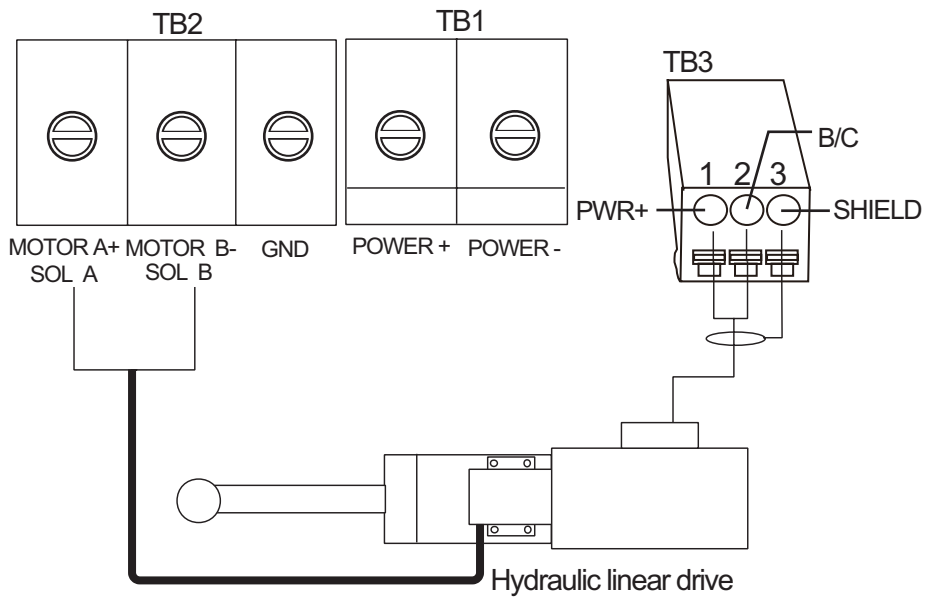 TB2
TB1
TB3
B/C
1 2 3
PWR+
SHIELD
MOTOR A+ MOTOR B- GND POWER + POWER -
SOL A SOL B
Hydraulic linear drive